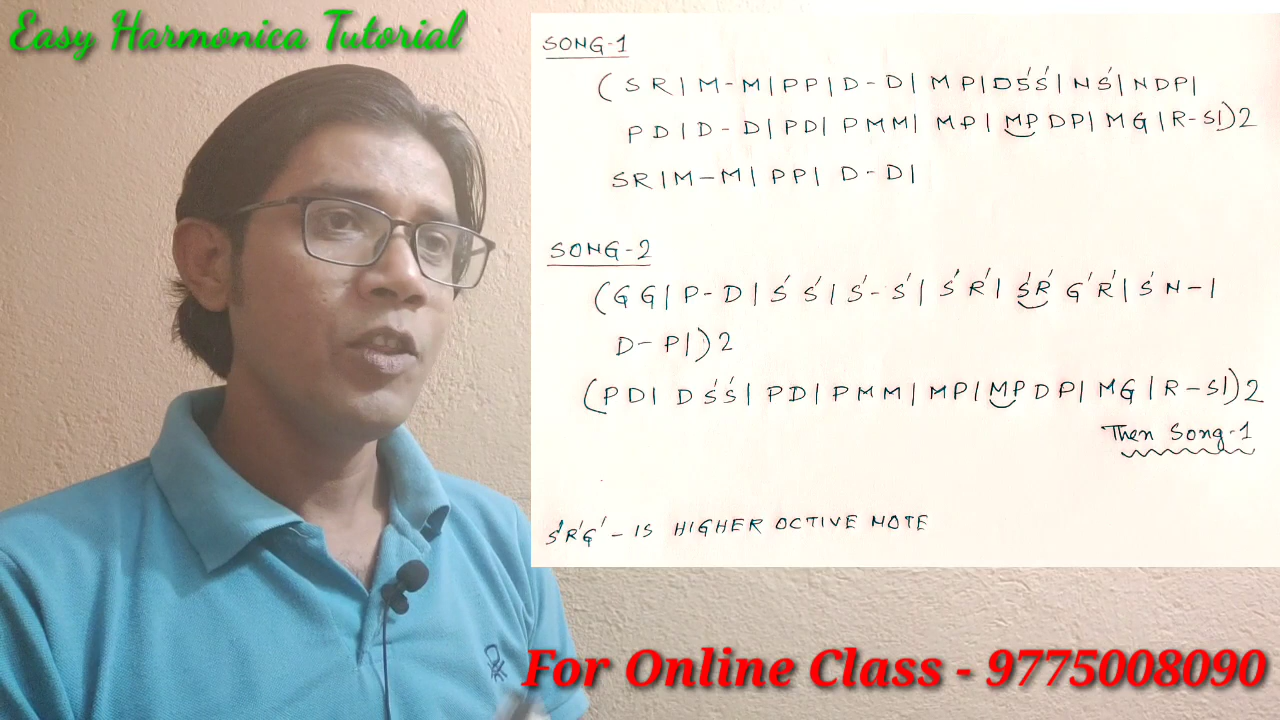 Easy Harmonica Tutorial
SONG-1
( S R | M - M | P P | D - D | M P | D S' S' | N S' | N D P |
P D | D - D | P D | P M M | M P | M P D P | M G | R - S | ) 2
S R | M - M | P P | D - D |
SONG-2
( G G | P - D | S' S' | S' - S' | S' R' | S' R' G' R' | S' N - |
D - P | ) 2
( P D | D S' S' | P D | P M M | M P | M P D P | M G | R - S | ) 2
Then Song-1
S' R' G' - IS HIGHER OCTIVE NOTE
For Online Class - 9775008090